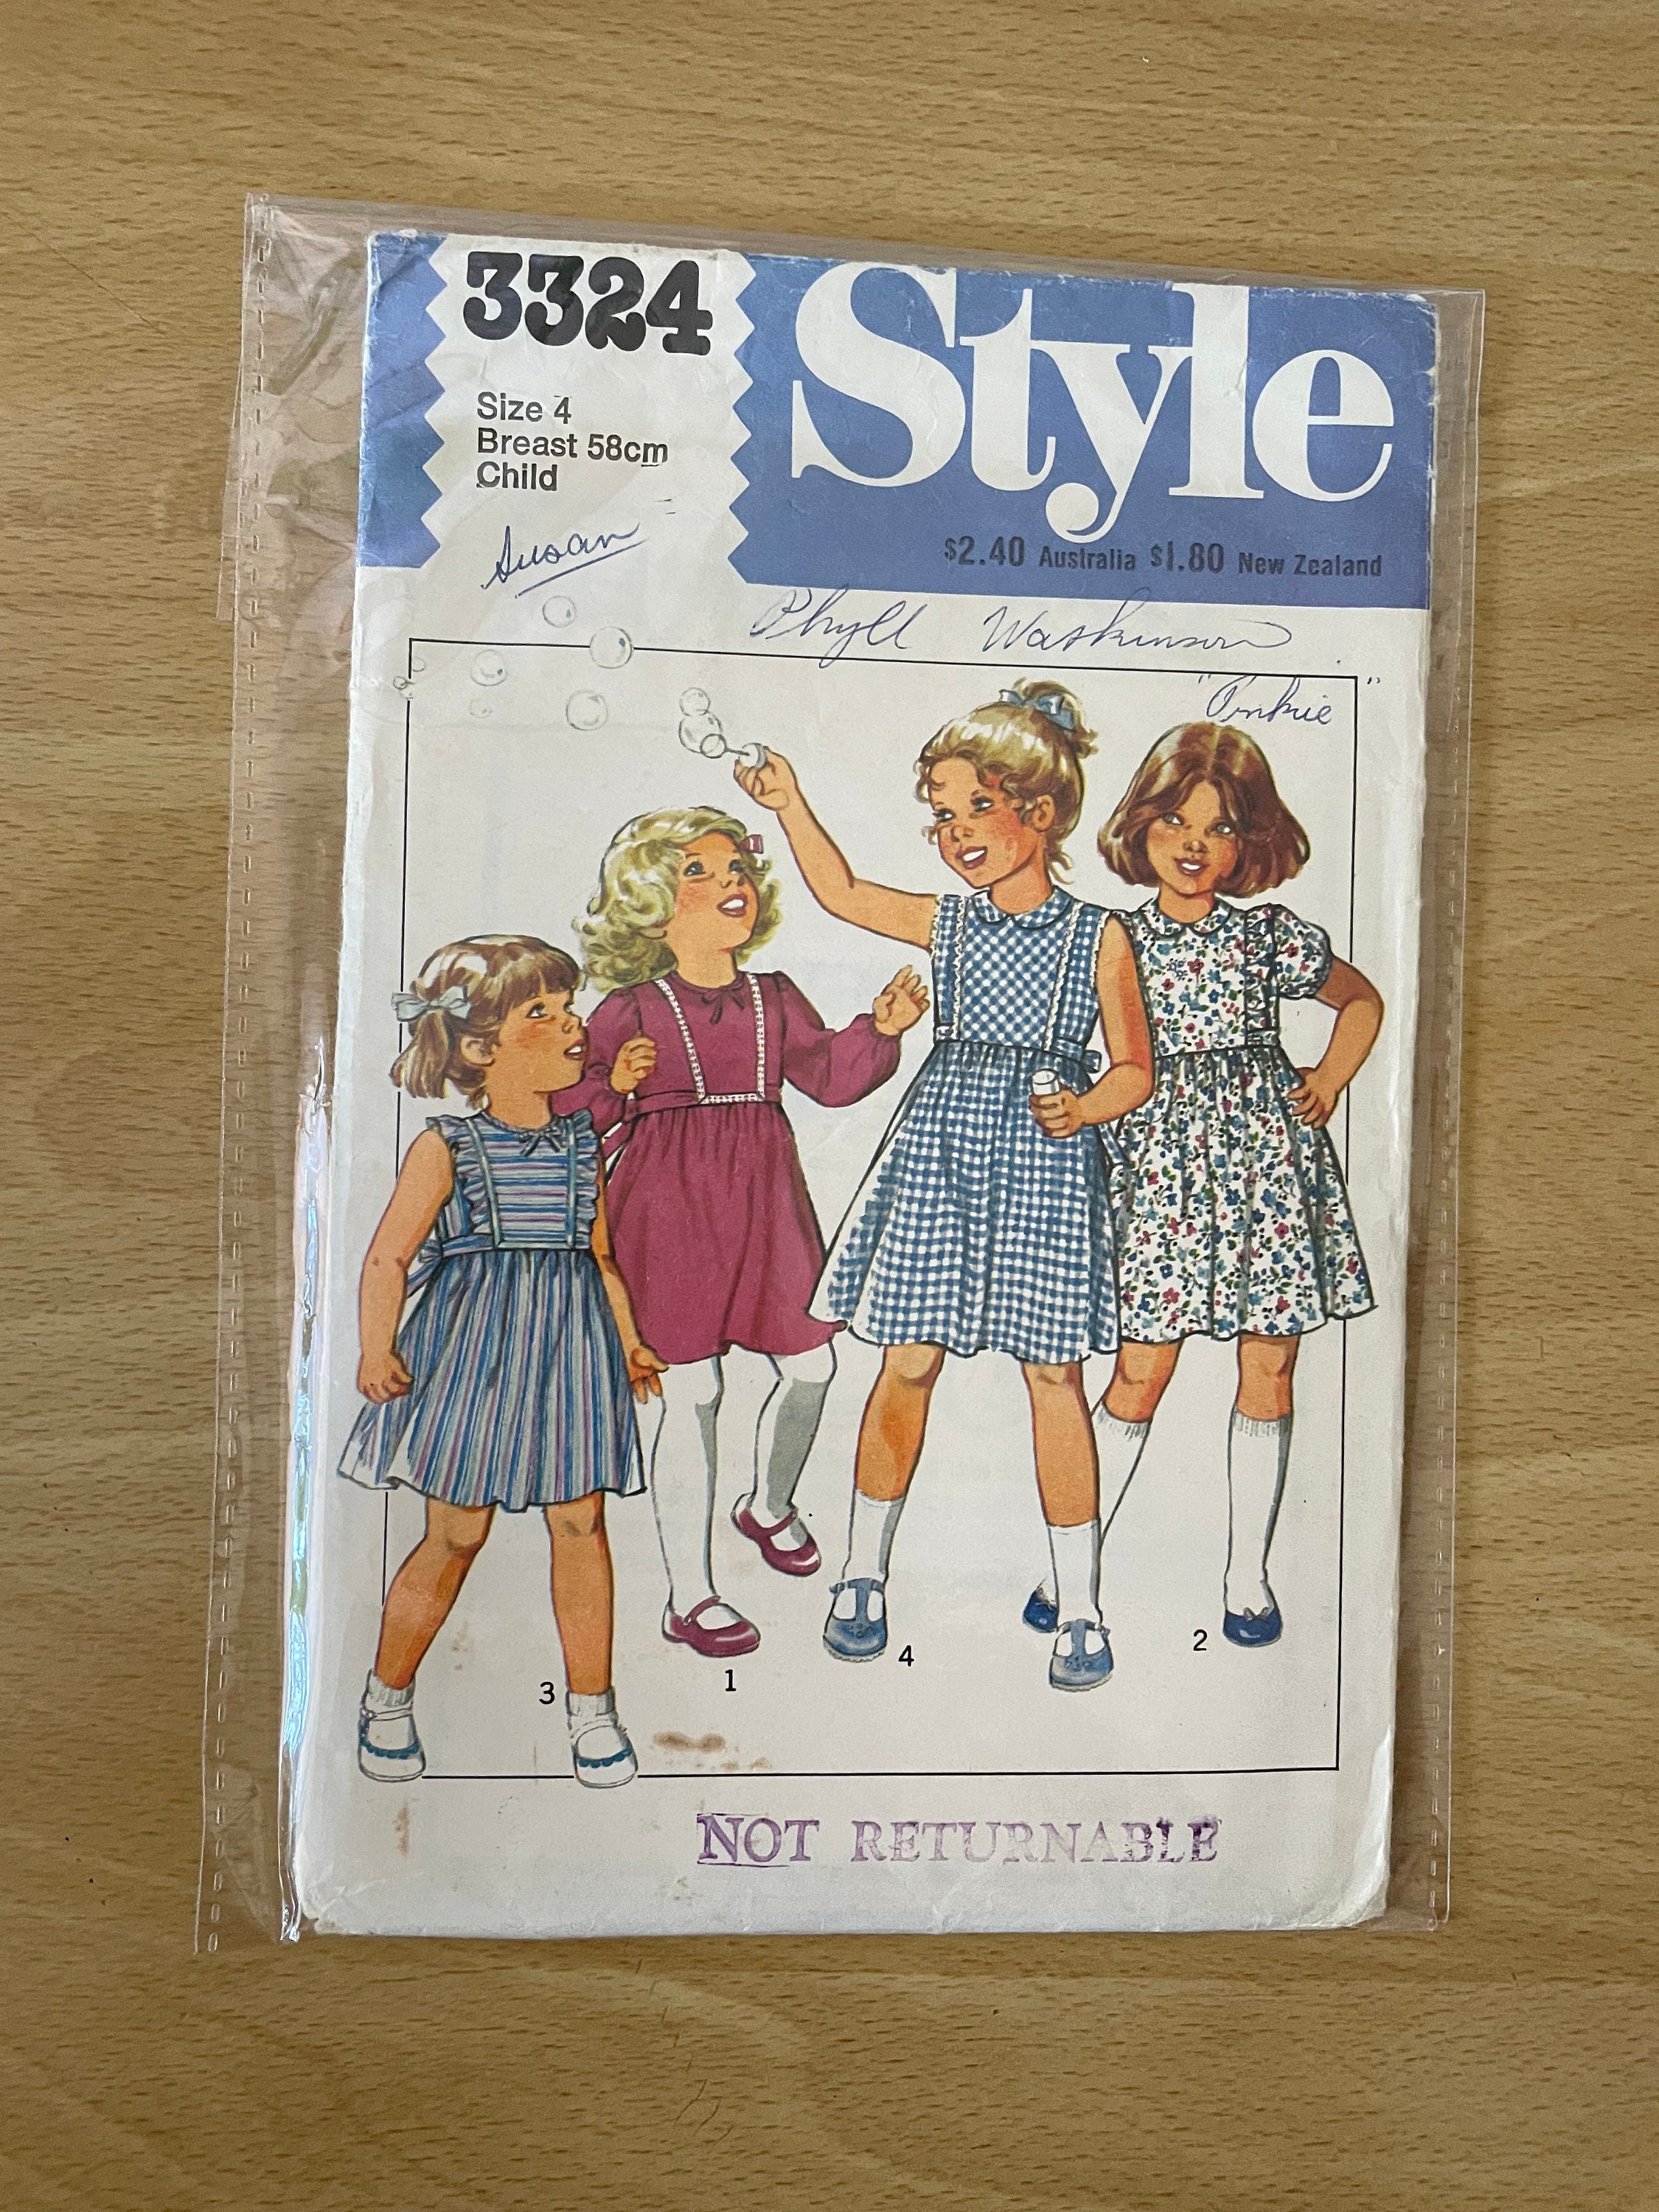 3324
Style
Size 4
Breast 58cm
Child
Susan
$2.40 Australia $1.80 New Zealand
Phyll Waskinson
"Pinkie"
3
1
4
2
NOT RETURNABLE